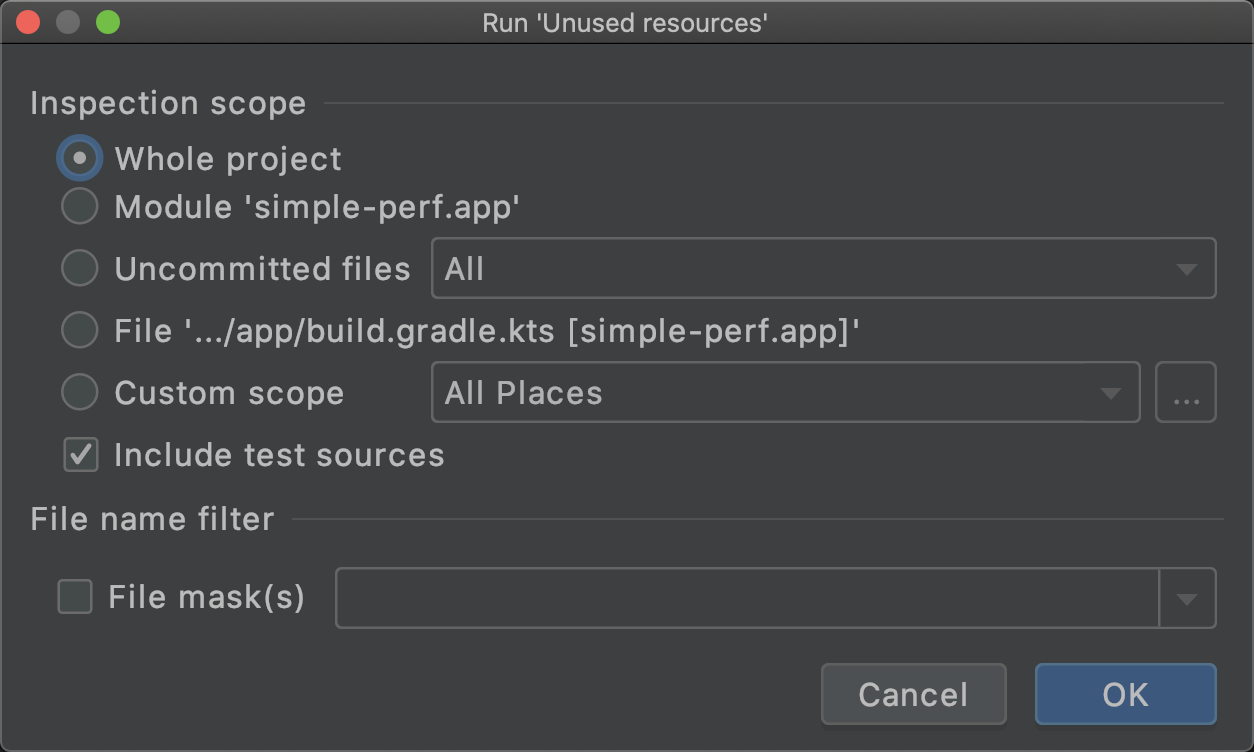 Run 'Unused resources'
Inspection scope
Whole project
Module 'simple-perf.app'
Uncommitted files All
File '.../app/build.gradle.kts [simple-perf.app]'
Custom scope All Places ...
Include test sources
File name filter
File mask(s)
Cancel OK